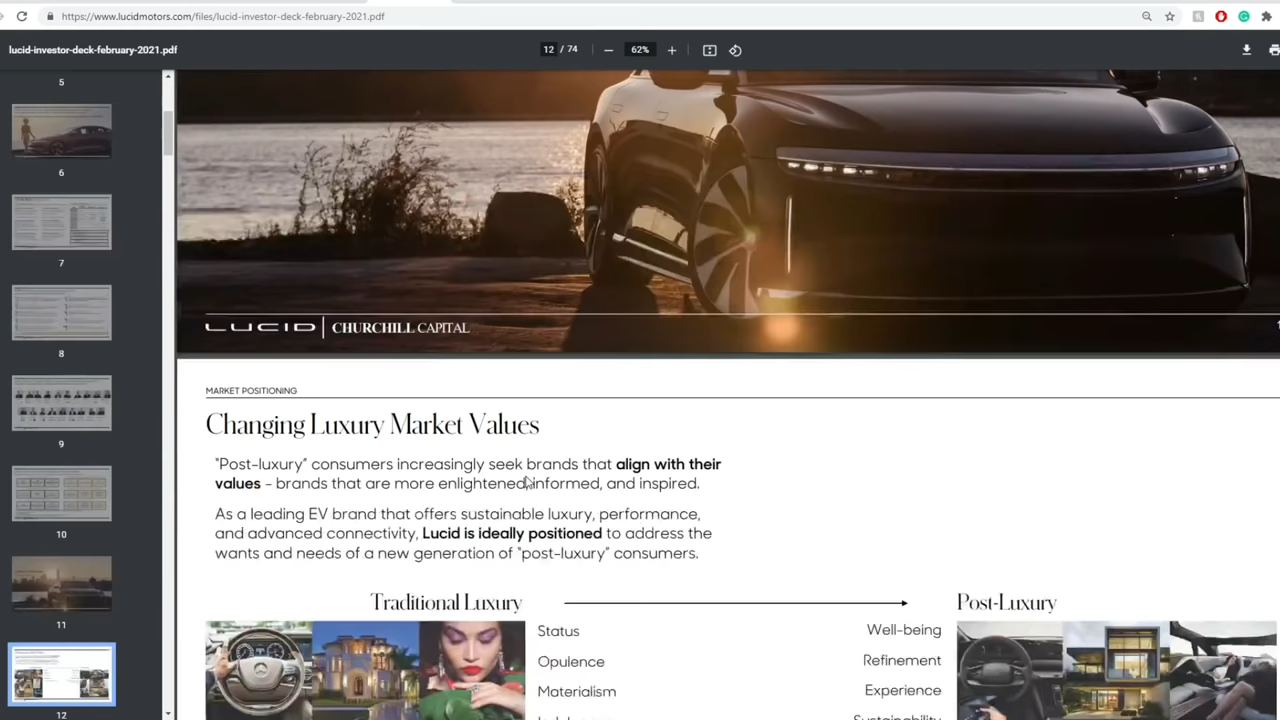 https://www.lucidmotors.com/files/lucid-investor-deck-february-2021.pdf
lucid-investor-deck-february-2021.pdf
12 / 74
62%
5
6
7
8
9
10
11
12
LUCID | CHURCHILL CAPITAL
MARKET POSITIONING
Changing Luxury Market Values
“Post-luxury” consumers increasingly seek brands that align with their
values – brands that are more enlightened, informed, and inspired.
As a leading EV brand that offers sustainable luxury, performance,
and advanced connectivity, Lucid is ideally positioned to address the
wants and needs of a new generation of “post-luxury” consumers.
Traditional Luxury
Post-Luxury
Status
Well-being
Opulence
Refinement
Materialism
Experience
Sustainability